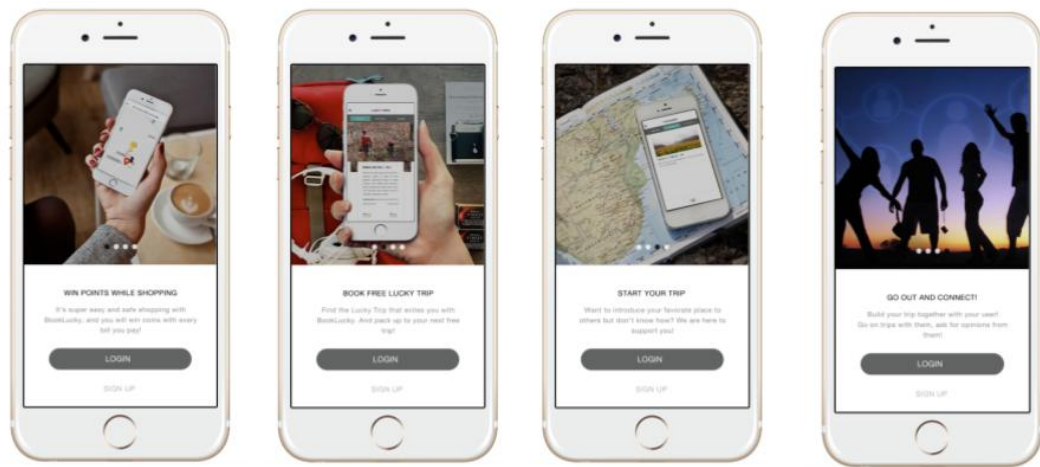 WIN POINTS WHILE SHOPPING
It's super easy and safe shopping with
BookLucky, and you will win coins with every
bill you pay!
LOGIN
SIGN UP
LUCKY TRIPS
BOOK FREE LUCKY TRIP
Find the Lucky Trip that exites you with
BookLucky. And pack up to your next free
trip!
LOGIN
SIGN UP
START YOUR TRIP
Want to introduce your favorite place to
others but don't know how? We are here to
support you!
LOGIN
SIGN UP
GO OUT AND CONNECT!
Build your trip together with your user!
Go on trips with them, ask for opinions from
them!
LOGIN
SIGN UP